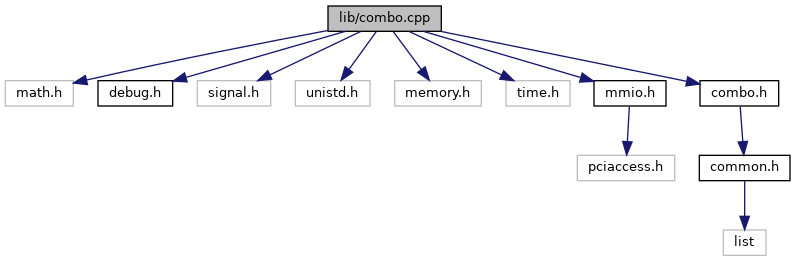 lib/combo.cpp
math.h
debug.h
signal.h
unistd.h
memory.h
time.h
mmio.h
combo.h
pciaccess.h
common.h
list